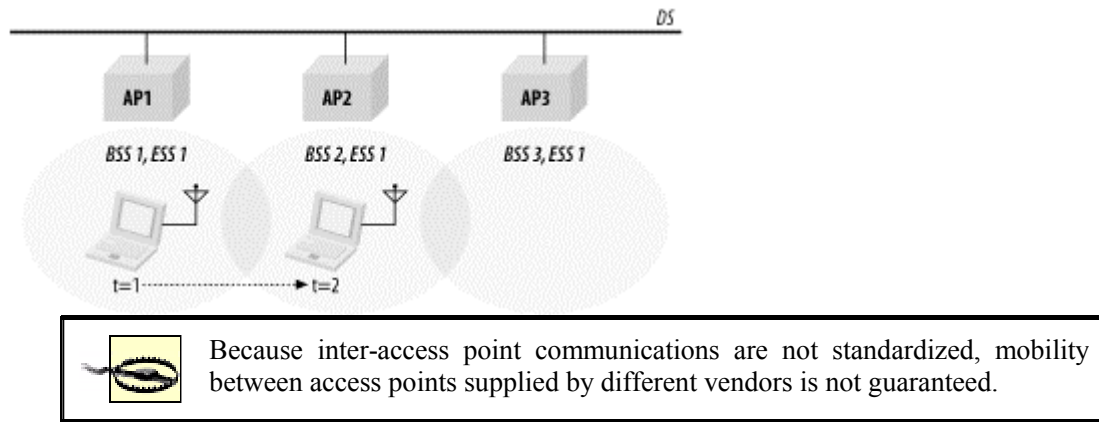 DS
AP1 AP2 AP3
BSS 1, ESS 1 BSS 2, ESS 1 BSS 3, ESS 1
t=1 t=2
Because inter-access point communications are not standardized, mobility
between access points supplied by different vendors is not guaranteed.